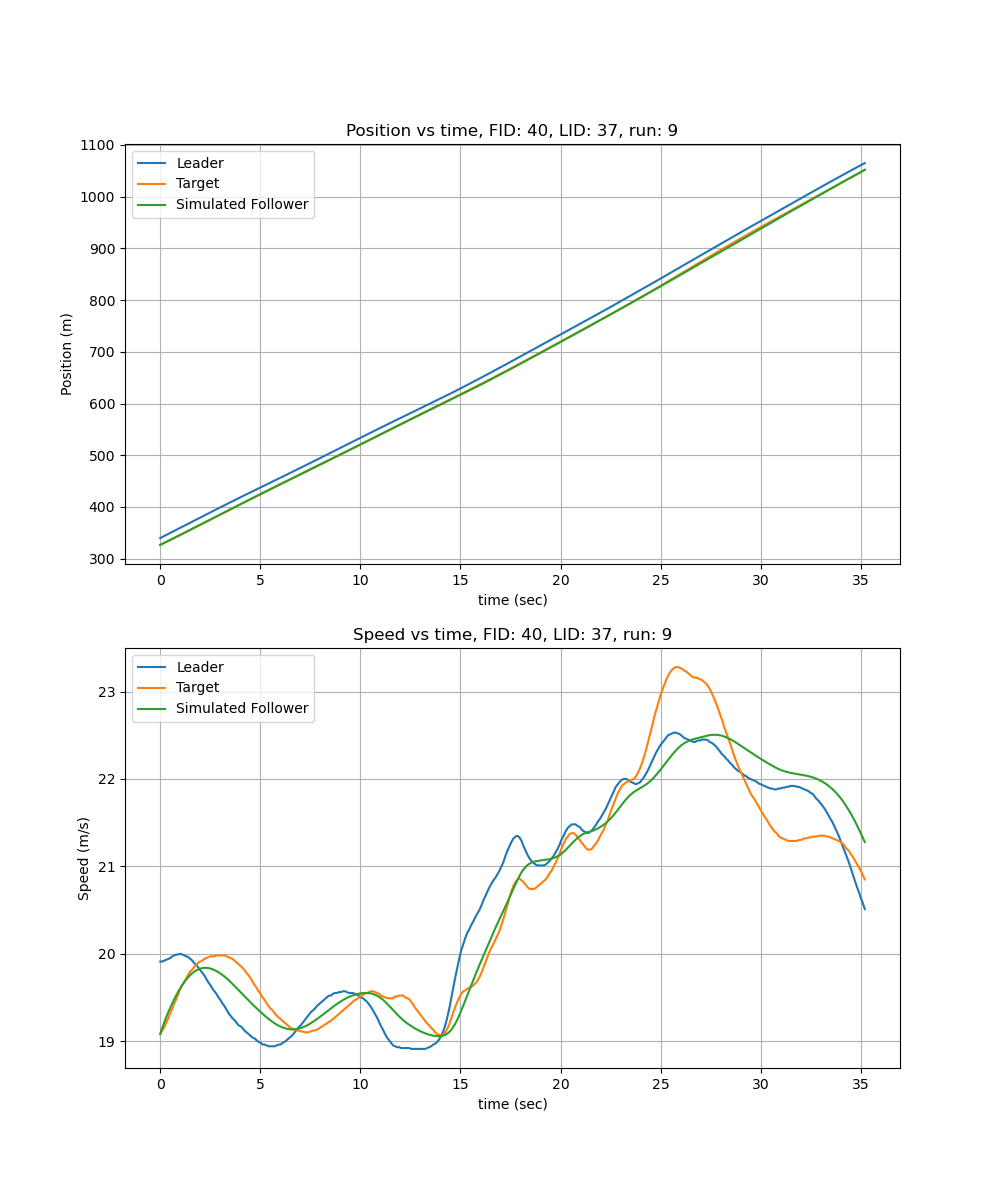 Position vs time, FID: 40, LID: 37, run: 9
1100
1000
900
800
700
600
500
400
300
Position (m)
Leader
Target
Simulated Follower
0 5 10 15 20 25 30 35
time (sec)
Speed vs time, FID: 40, LID: 37, run: 9
23
22
21
20
19
Speed (m/s)
Leader
Target
Simulated Follower
0 5 10 15 20 25 30 35
time (sec)